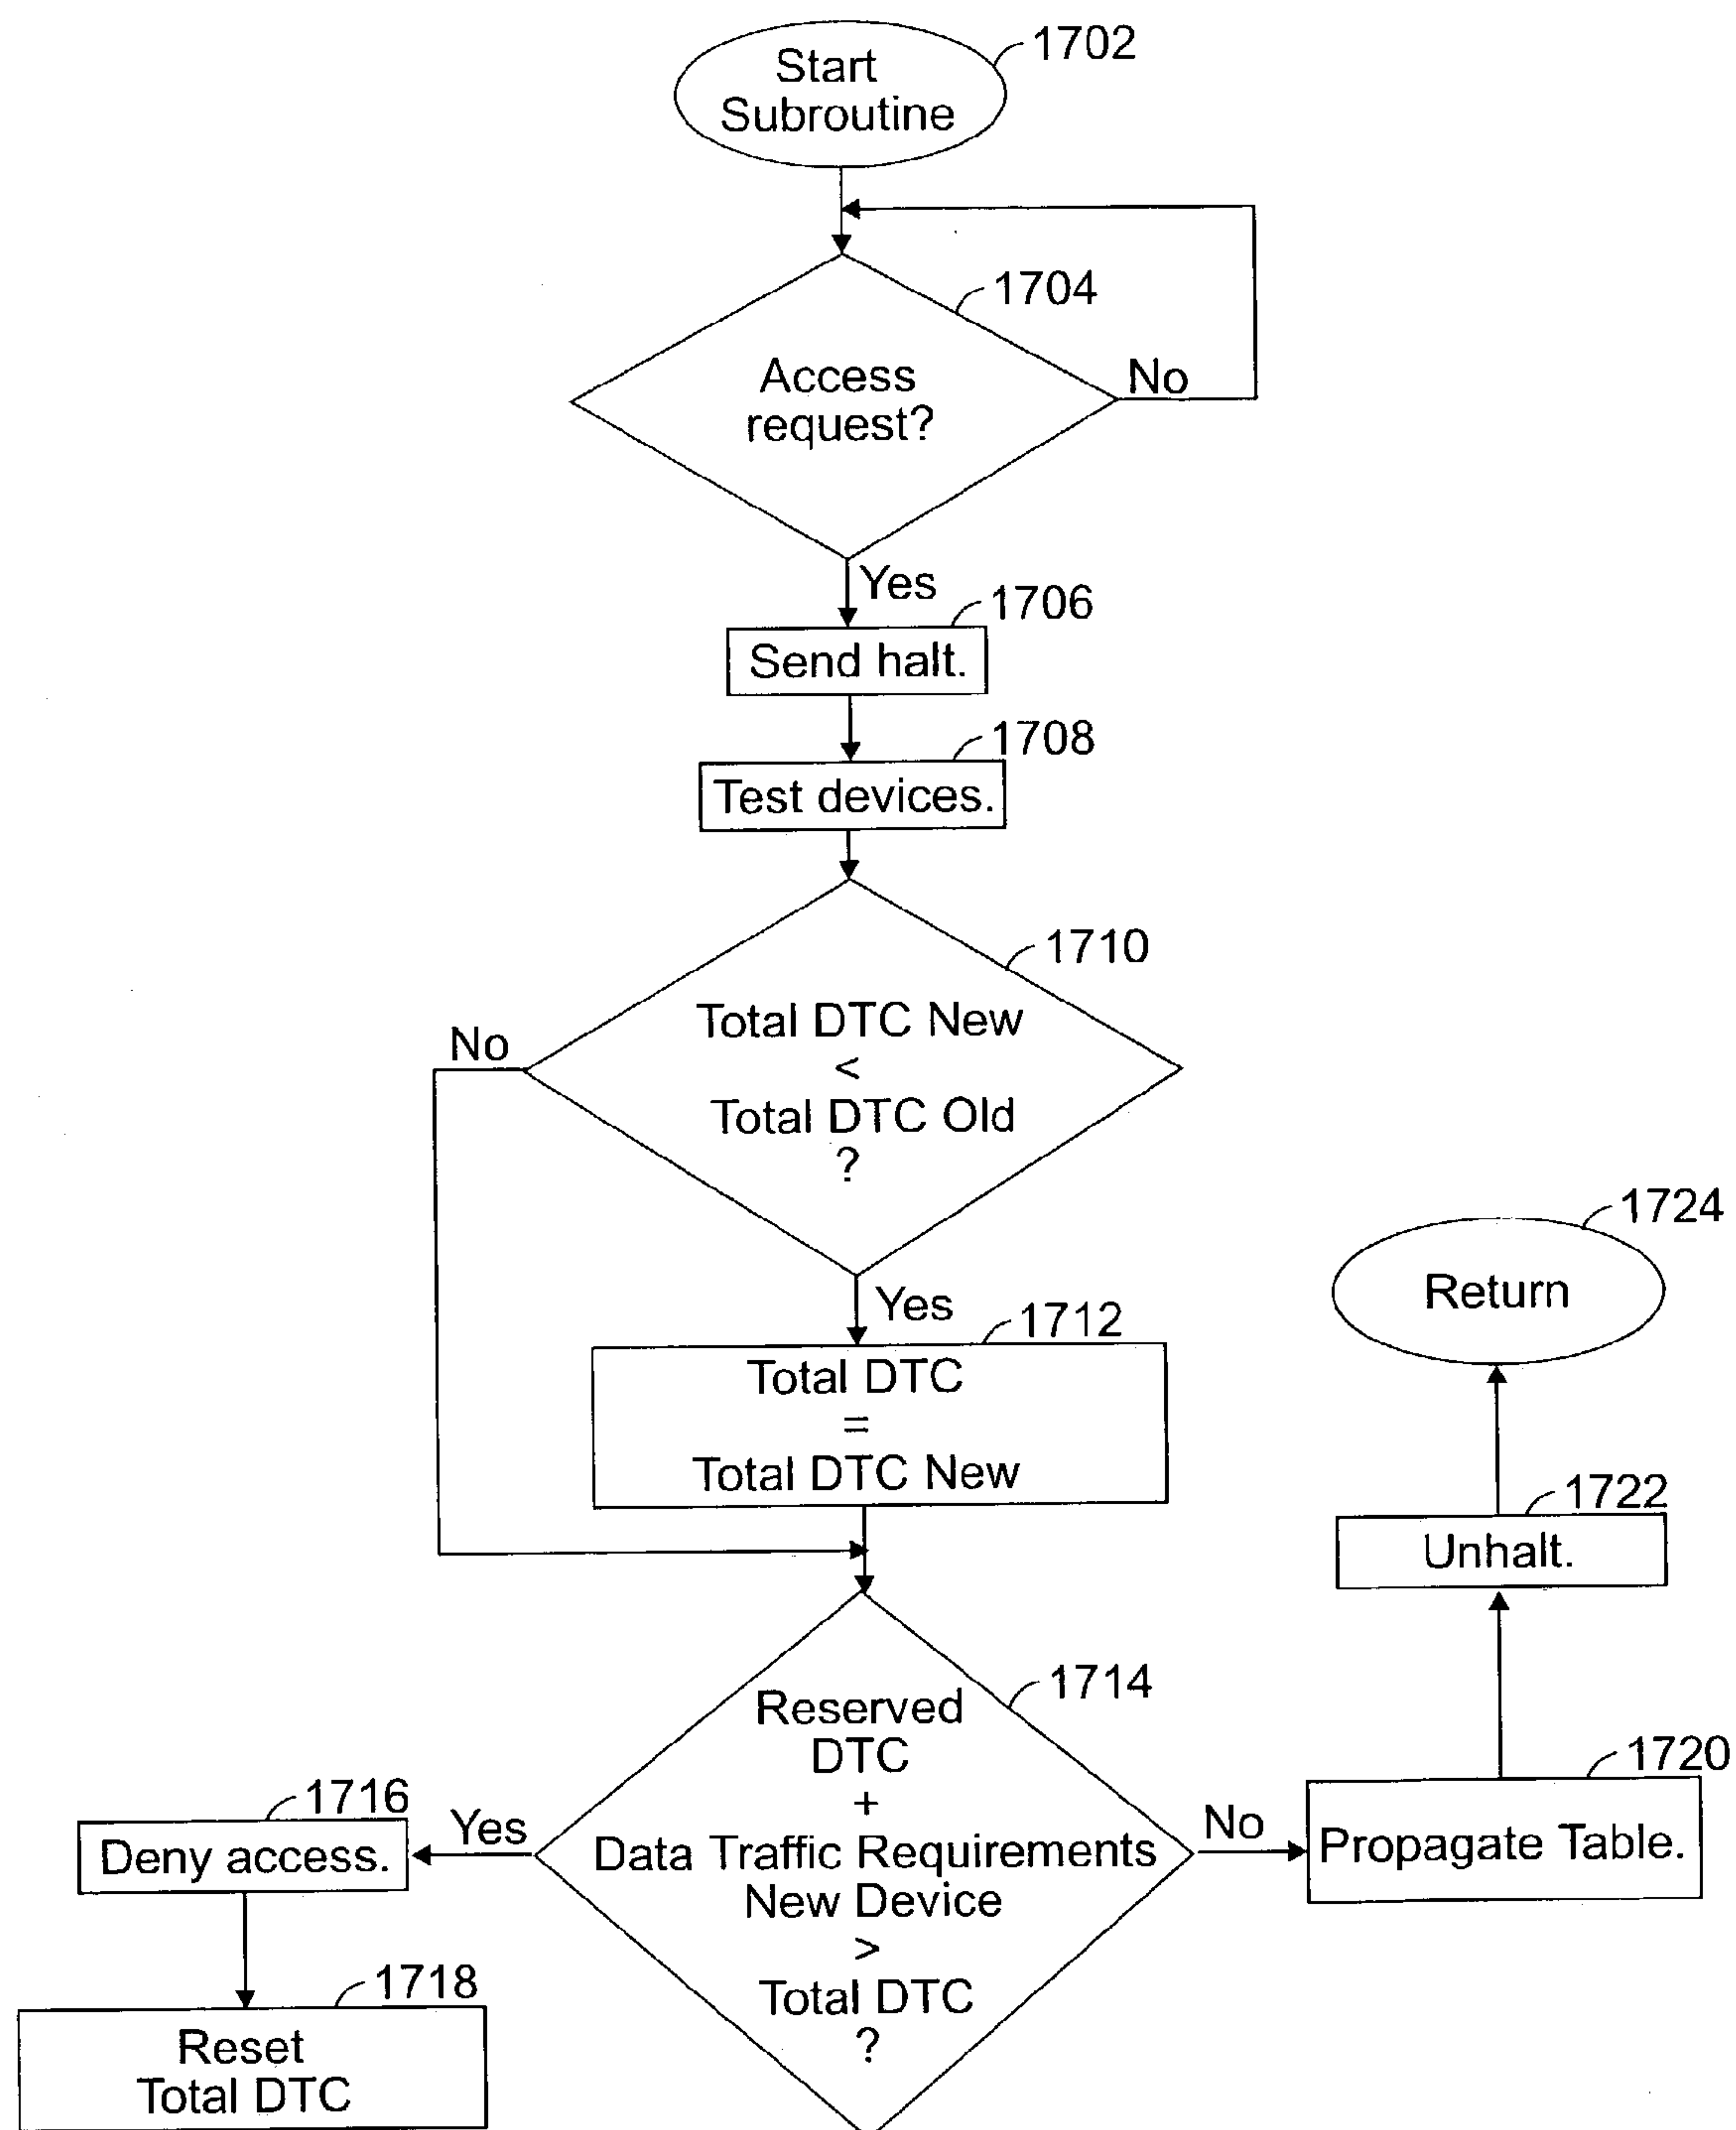 Start
Subroutine
1702
1704
Access
request?
No
Yes
1706
Send halt.
1708
Test devices.
1710
Total DTC New
<
Total DTC Old
?
No
Yes
1712
Total DTC
=
Total DTC New
1714
Reserved
DTC
+
Data Traffic Requirements
New Device
>
Total DTC
?
Yes
1716
Deny access.
1718
Reset
Total DTC
No
1720
Propagate Table.
1722
Unhalt.
1724
Return